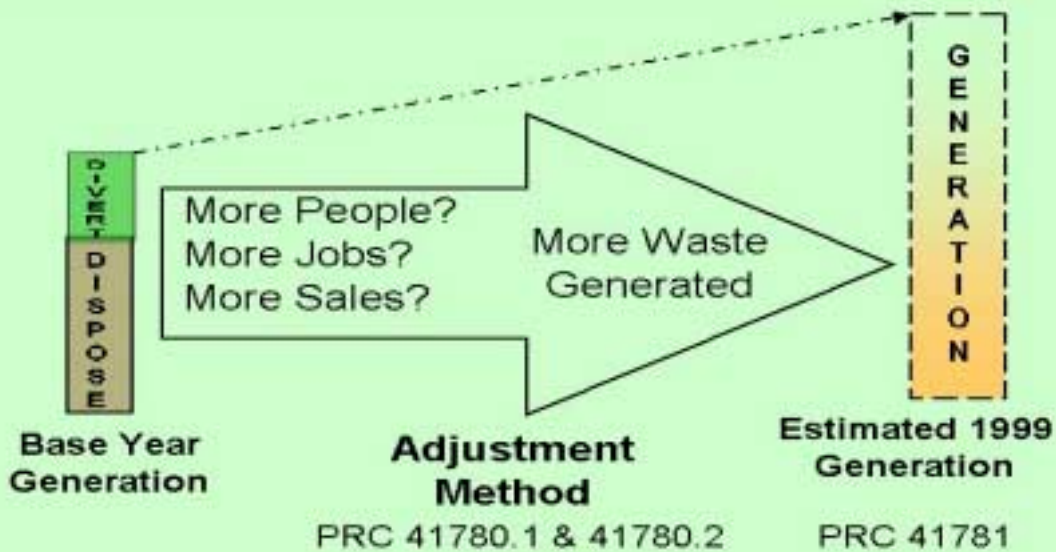 DIVERT
DISPOSE
Base Year
Generation
More People?
More Jobs?
More Sales?
More Waste
Generated
Adjustment
Method
PRC 41780.1 & 41780.2
GENERATION
Estimated 1999
Generation
PRC 41781